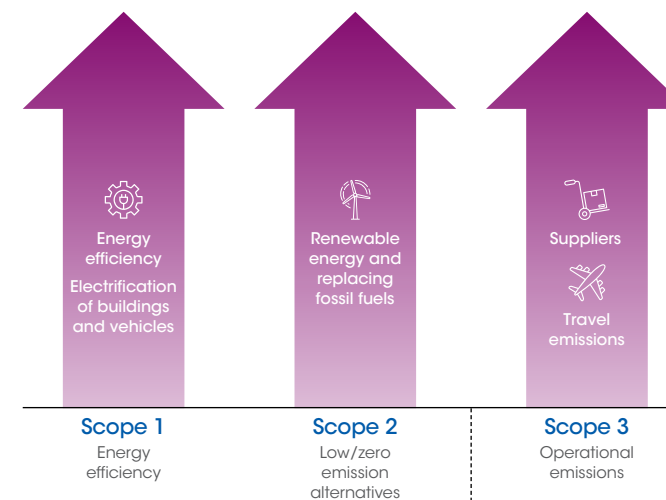 Energy
efficiency
Electrification
of buildings
and vehicles
Renewable
energy and
replacing
fossil fuels
Suppliers
Travel
emissions
Scope 1
Energy
efficiency
Scope 2
Low/zero
emission
alternatives
Scope 3
Operational
emissions